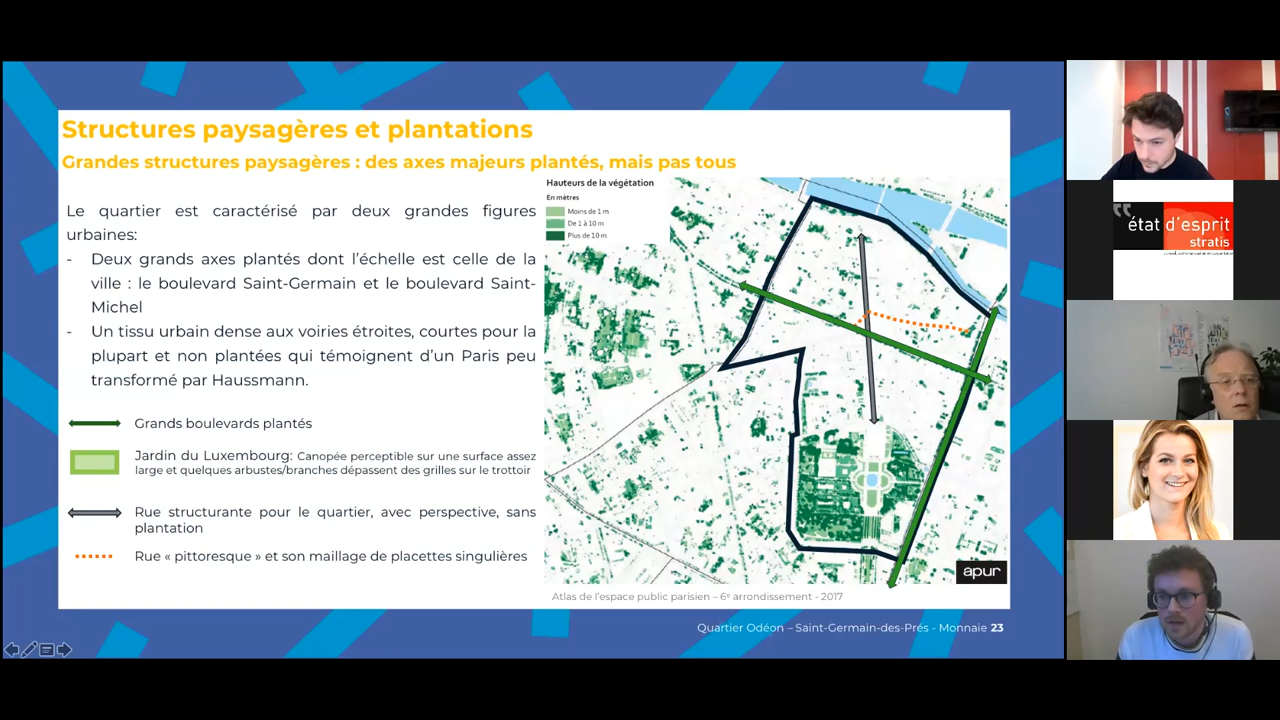 Structures paysagères et plantations
Grandes structures paysagères : des axes majeurs plantés, mais pas tous
Le quartier est caractérisé par deux grandes figures
urbaines:
- Deux grands axes plantés dont l’échelle est celle de la
ville : le boulevard Saint-Germain et le boulevard Saint-
Michel
- Un tissu urbain dense aux voiries étroites, courtes pour la
plupart et non plantées qui témoignent d’un Paris peu
transformé par Haussmann.
Grands boulevards plantés
Jardin du Luxembourg: Canopée perceptible sur une surface assez
large et quelques arbustes/branches dépassent des grilles sur le trottoir
Rue structurante pour le quartier, avec perspective, sans
plantation
Rue « pittoresque » et son maillage de placettes singulières
Hauteurs de la végétation
En mètres
Moins de 1 m
De 1 à 10 m
Plus de 10 m
apur
Atlas de l’espace public parisien – 6e arrondissement - 2017
Quartier Odéon – Saint-Germain-des-Prés - Monnaie 23
état d’esprit
stratis